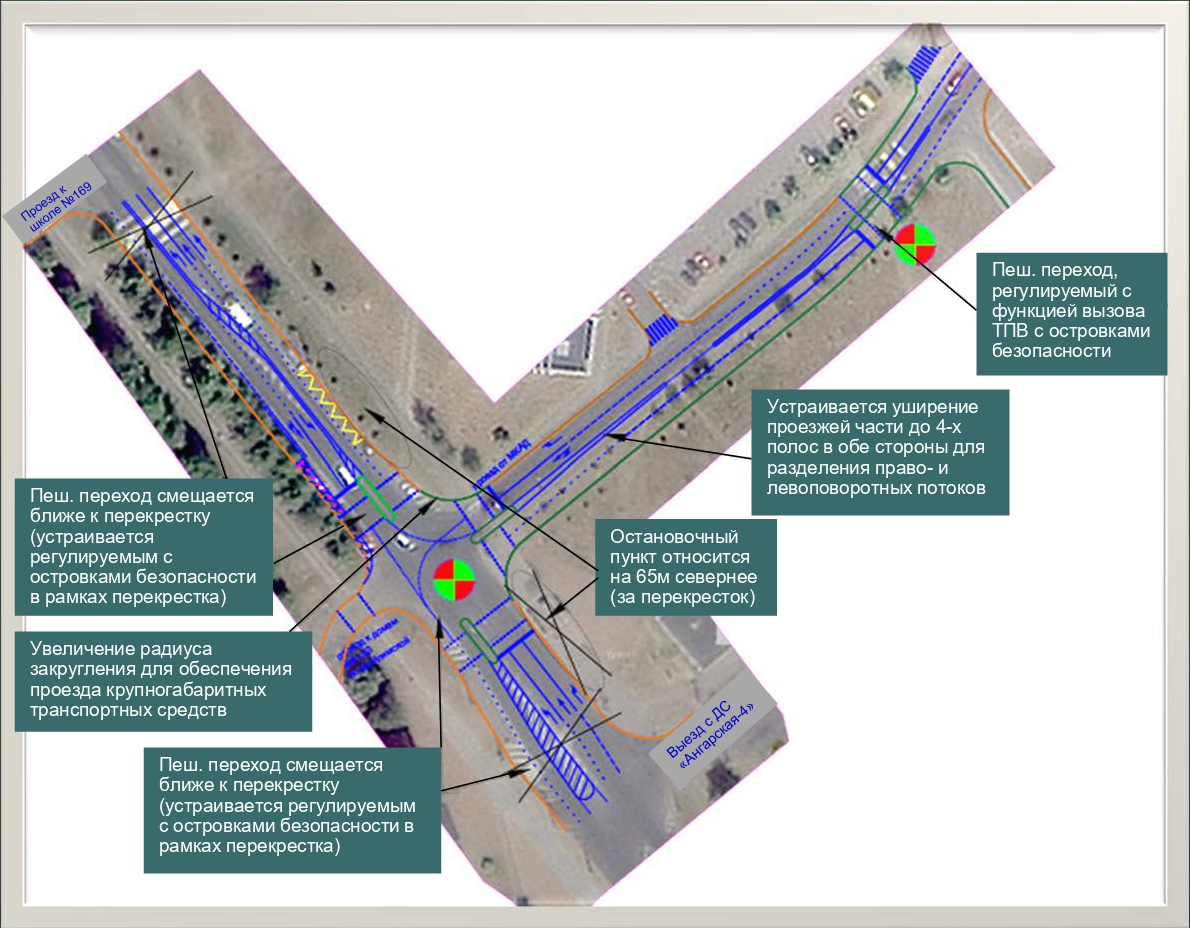 Проезд к
школе №169
Пеш. переход,
регулируемый с
функцией вызова
ТПВ с островками
безопасности
Устраивается уширение
проезжей части до 4-х
полос в обе стороны для
разделения право- и
левоповоротных потоков
Пеш. переход смещается
ближе к перекрестку
(устраивается
регулируемым с
островками безопасности
в рамках перекрестка)
Остановочный
пункт относится
на 65м севернее
(за перекресток)
Увеличение радиуса
закругления для обеспечения
проезда крупногабаритных
транспортных средств
Выезд с ДС
«Ангарская-4»
Пеш. переход смещается
ближе к перекрестку
(устраивается регулируемым
с островками безопасности в
рамках перекрестка)
от МКАД
к домам